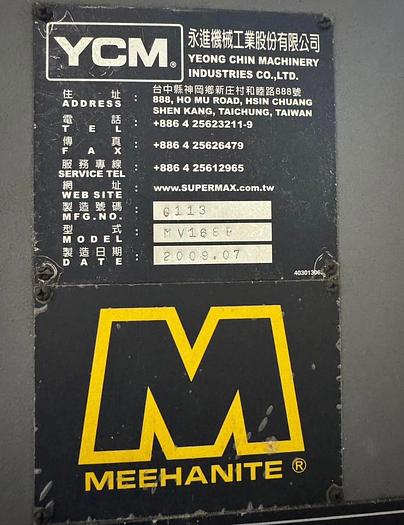 YCM®
永進機械工業股份有限公司
YEONG CHIN MACHINERY
INDUSTRIES CO.,LTD.
住址 : 台中縣神岡鄉新庄村和睦路888號
ADDRESS 888, HO MU ROAD, HSIN CHUANG
SHEN KANG, TAICHUNG, TAIWAN
電話 : +886 4 25623211-9
TEL
傳真 : +886 4 25626479
FAX
服務專線 : +886 4 25612965
SERVICE TEL
網址 : www.SUPERMAX.com.tw
WEB SITE
製造號碼 : 6113
MFG.NO.
型式 :
MODEL
製造日期 : 2009.07
DATE
M
MEEHANITE®